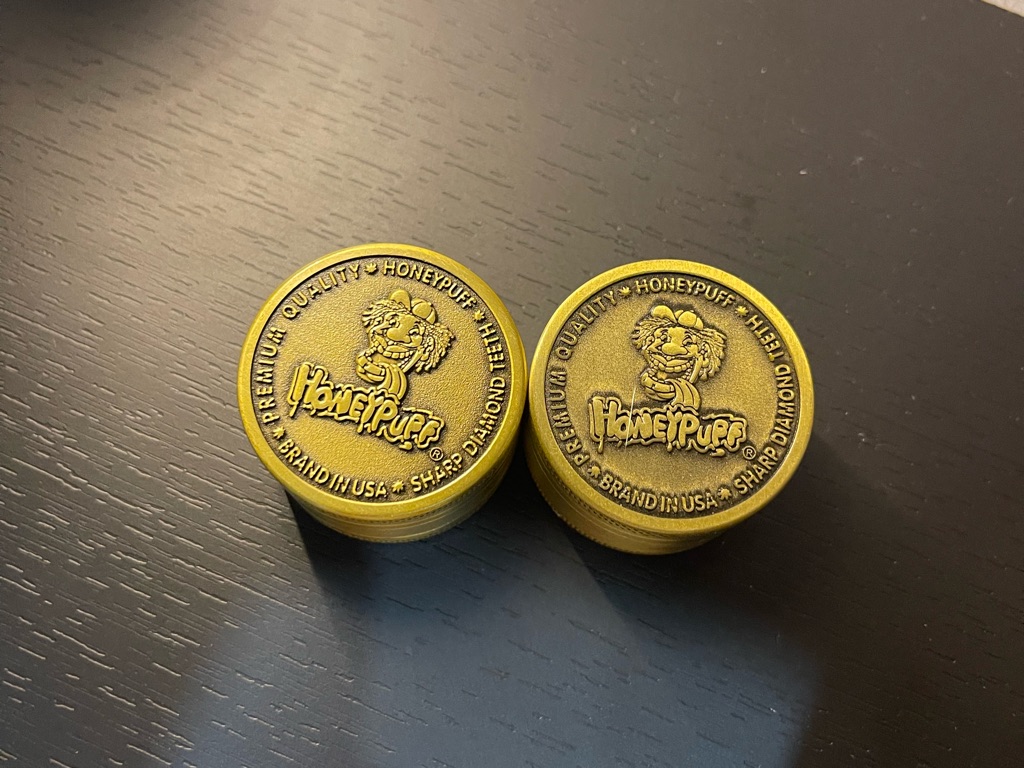 PREMIUM QUALITY * HONEYPUFF * SHARP DIAMOND TEETH * BRAND IN USA *
HONEYPUFF®
PREMIUM QUALITY * HONEYPUFF * SHARP DIAMOND TEETH * BRAND IN USA *
HONEYPUFF®